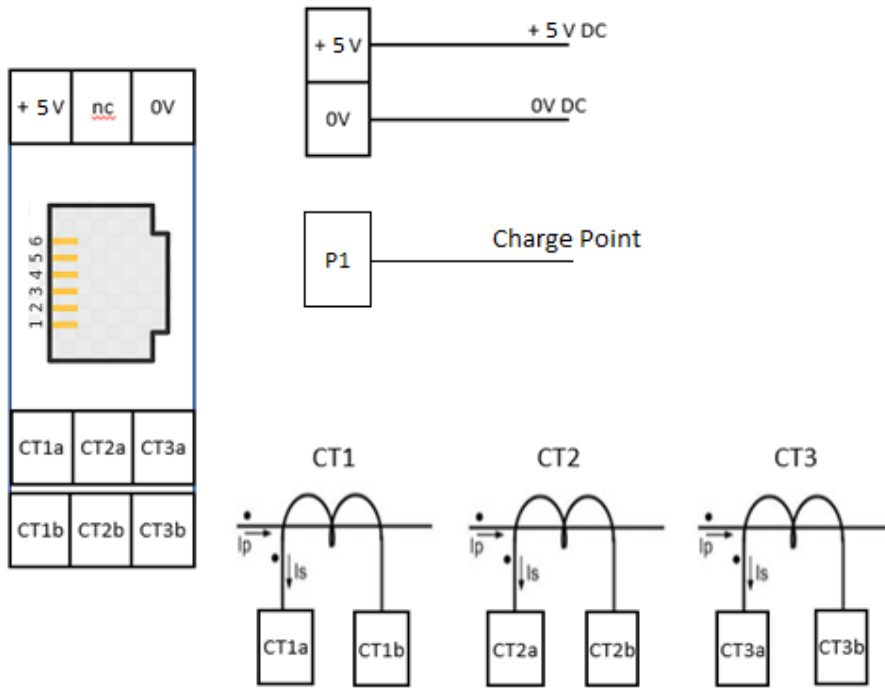 + 5 V
+ 5 V DC
0V
0V DC
+ 5 V
nc
0V
P1
Charge Point
6
5
4
3
2
1
CT1a
CT2a
CT3a
CT1b
CT2b
CT3b
CT1
CT2
CT3
Ip
Is
Ip
Is
Ip
Is
CT1a
CT1b
CT2a
CT2b
CT3a
CT3b